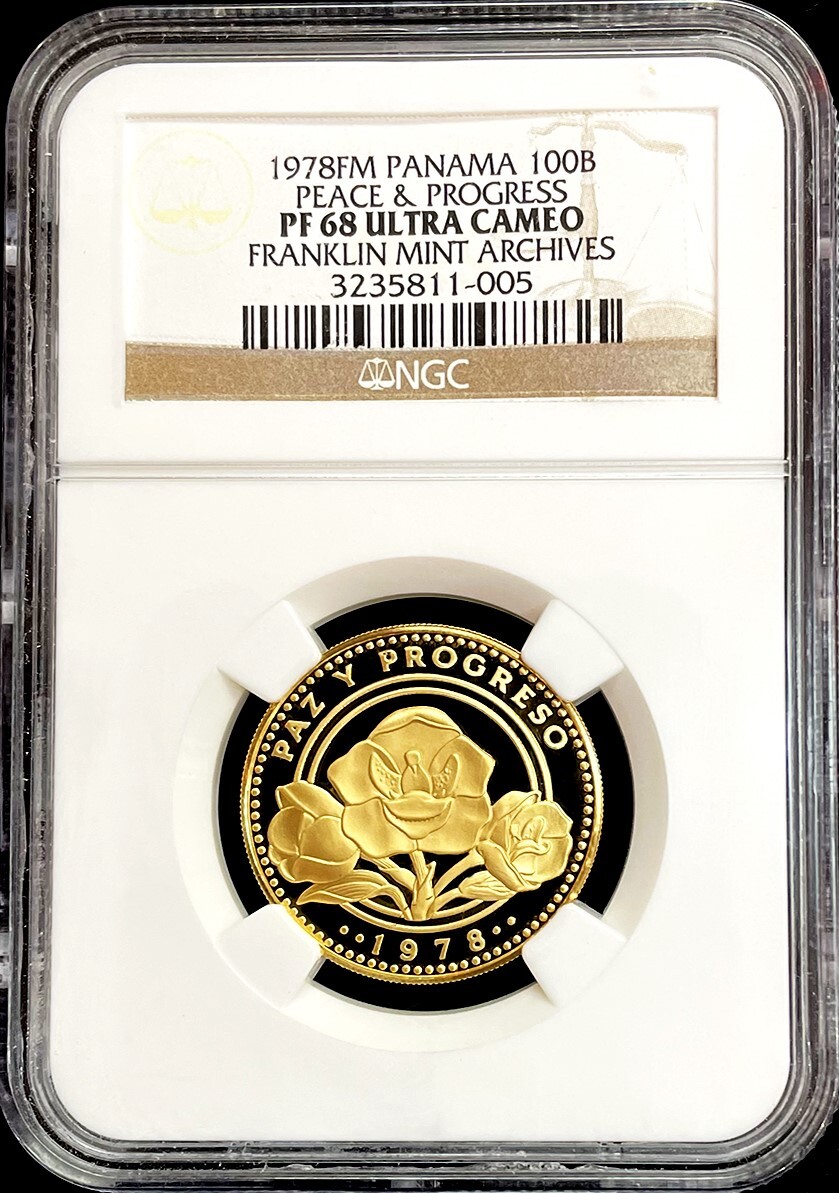 1978FM PANAMA 100B
PEACE & PROGRESS
PF 68 ULTRA CAMEO
FRANKLIN MINT ARCHIVES
3235811-005
NGC
PAZ Y PROGRESO
··1978··